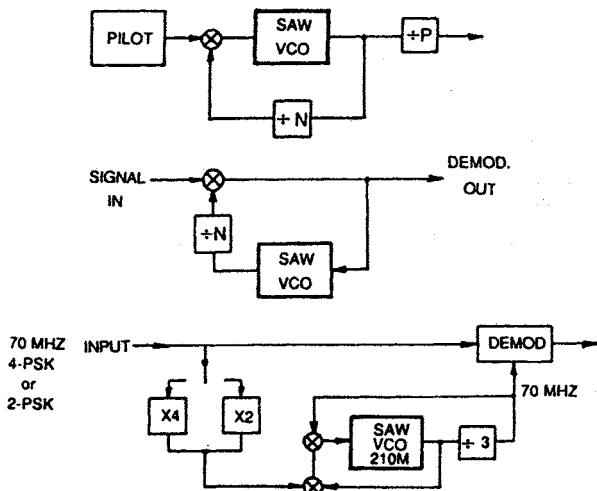 PILOT
SAW
VCO
÷P
÷ N
SIGNAL
IN
DEMOD.
OUT
÷N
SAW
VCO
70 MHZ
4-PSK
or
2-PSK
INPUT
DEMOD
70 MHZ
X4
X2
SAW
VCO
210M
÷ 3